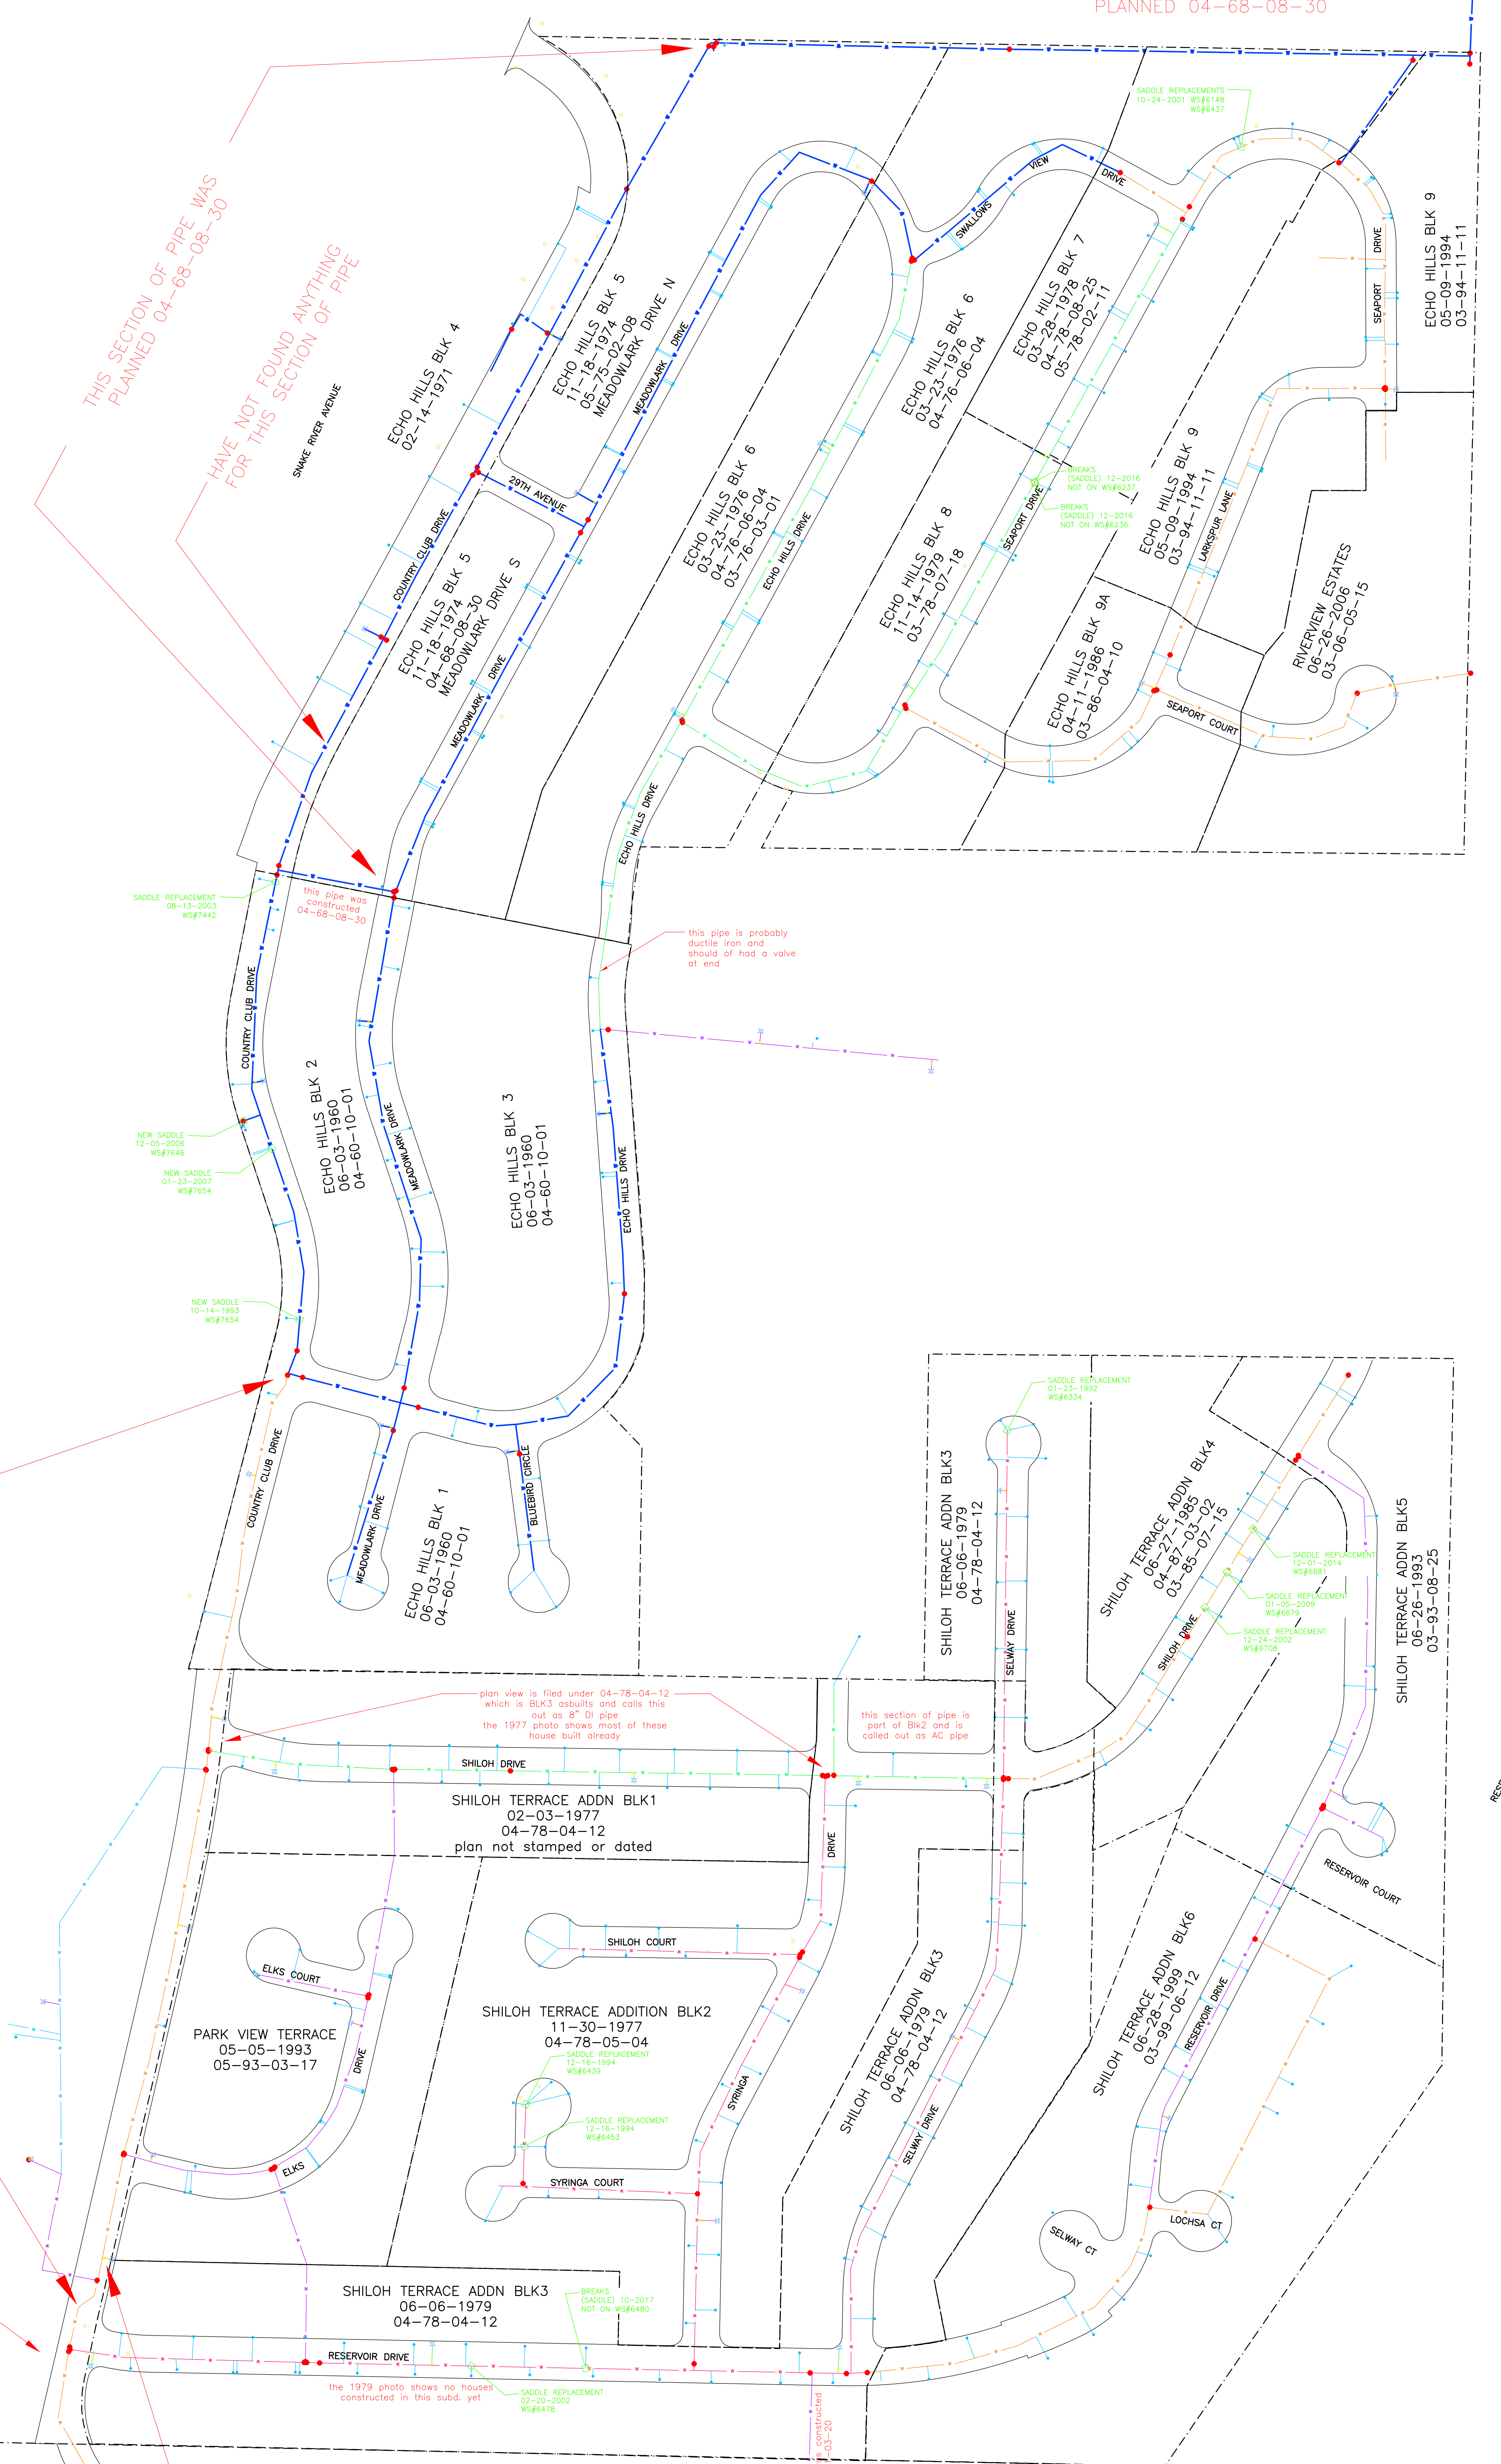 PLANNED 04-68-08-30
SADDLE REPLACEMENTS
10-24-2001 WS#6148
WS#6437
THIS SECTION OF PIPE WAS
PLANNED 04-68-08-30
HAVE NOT FOUND ANYTHING
FOR THIS SECTION OF PIPE
SNAKE RIVER AVENUE
ECHO HILLS BLK 4
02-14-1971
ECHO HILLS BLK 5
11-18-1974
05-75-02-08
MEADOWLARK DRIVE N
MEADOWLARK
DRIVE
SWALLOWS
VIEW
DRIVE
ECHO HILLS BLK 7
03-28-1978
04-78-08-25
05-78-02-11
SEAPORT
DRIVE
ECHO HILLS BLK 9
05-09-1994
03-94-11-11
ECHO HILLS BLK 6
03-23-1976
04-76-06-04
ECHO HILLS BLK 6
03-23-1976
04-76-06-04
03-76-03-01
29TH AVENUE
COUNTRY CLUB DRIVE
ECHO HILLS BLK 5
11-18-1974
04-68-08-30
MEADOWLARK DRIVE S
MEADOWLARK
DRIVE
ECHO HILLS DRIVE
BREAKS
(SADDLE) 12-2016
NOT ON WS#6237
BREAKS
(SADDLE) 12-2016
NOT ON WS#6236
SEAPORT DRIVE
ECHO HILLS BLK 8
11-14-1979
03-78-07-18
ECHO HILLS BLK 9
05-09-1994
03-94-11-11
LARKSPUR LANE
ECHO HILLS BLK 9A
04-11-1986
03-86-04-10
RIVERVIEW ESTATES
06-26-2006
03-06-05-15
SEAPORT COURT
ECHO HILLS DRIVE
SADDLE REPLACEMENT
08-13-2003
WS#7442
this pipe was
constructed
04-68-08-30
this pipe is probably
ductile iron and
should of had a valve
at end
COUNTRY CLUB DRIVE
ECHO HILLS BLK 2
06-03-1960
04-60-10-01
MEADOWLARK DRIVE
ECHO HILLS BLK 3
06-03-1960
04-60-10-01
ECHO HILLS DRIVE
NEW SADDLE
12-05-2006
WS#7646
NEW SADDLE
01-23-2007
WS#7654
NEW SADDLE
10-14-1993
WS#7654
COUNTRY CLUB DRIVE
MEADOWLARK DRIVE
BLUEBIRD CIRCLE
ECHO HILLS BLK 1
06-03-1960
04-60-10-01
SADDLE REPLACEMENT
01-23-1992
WS#6334
SHILOH TERRACE ADDN BLK3
06-06-1979
04-78-04-12
SELWAY DRIVE
SHILOH TERRACE ADDN BLK4
06-27-1985
04-87-03-02
03-85-07-15
SHILOH DRIVE
SADDLE REPLACEMENT
12-01-2014
WS#6681
SADDLE REPLACEMENT
01-05-2009
WS#6679
SADDLE REPLACEMENT
12-24-2002
WS#6708
SHILOH TERRACE ADDN BLK5
06-26-1993
03-93-08-25
plan view is filed under 04-78-04-12
which is BLK3 asbuilts and calls this
out as 8" DI pipe
the 1977 photo shows most of these
house built already
this section of pipe is
part of Blk2 and is
called out as AC pipe
SHILOH DRIVE
SHILOH TERRACE ADDN BLK1
02-03-1977
04-78-04-12
plan not stamped or dated
DRIVE
RESERVOIR COURT
ELKS COURT
SHILOH COURT
PARK VIEW TERRACE
05-05-1993
05-93-03-17
DRIVE
SHILOH TERRACE ADDITION BLK2
11-30-1977
04-78-05-04
SADDLE REPLACEMENT
12-16-1994
WS#6439
SADDLE REPLACEMENT
12-16-1994
WS#6453
SYRINGA
SHILOH TERRACE ADDN BLK3
06-06-1979
04-78-04-12
SELWAY DRIVE
SHILOH TERRACE ADDN BLK6
06-28-1999
03-99-06-12
RESERVOIR DRIVE
ELKS
SYRINGA COURT
LOCHSA CT
SELWAY CT
SHILOH TERRACE ADDN BLK3
06-06-1979
04-78-04-12
BREAKS
(SADDLE) 10-2017
NOT ON WS#6480
RESERVOIR DRIVE
the 1979 photo shows no houses
constructed in this subd. yet
SADDLE REPLACEMENT
02-20-2002
WS#6478
as constructed
-03-20